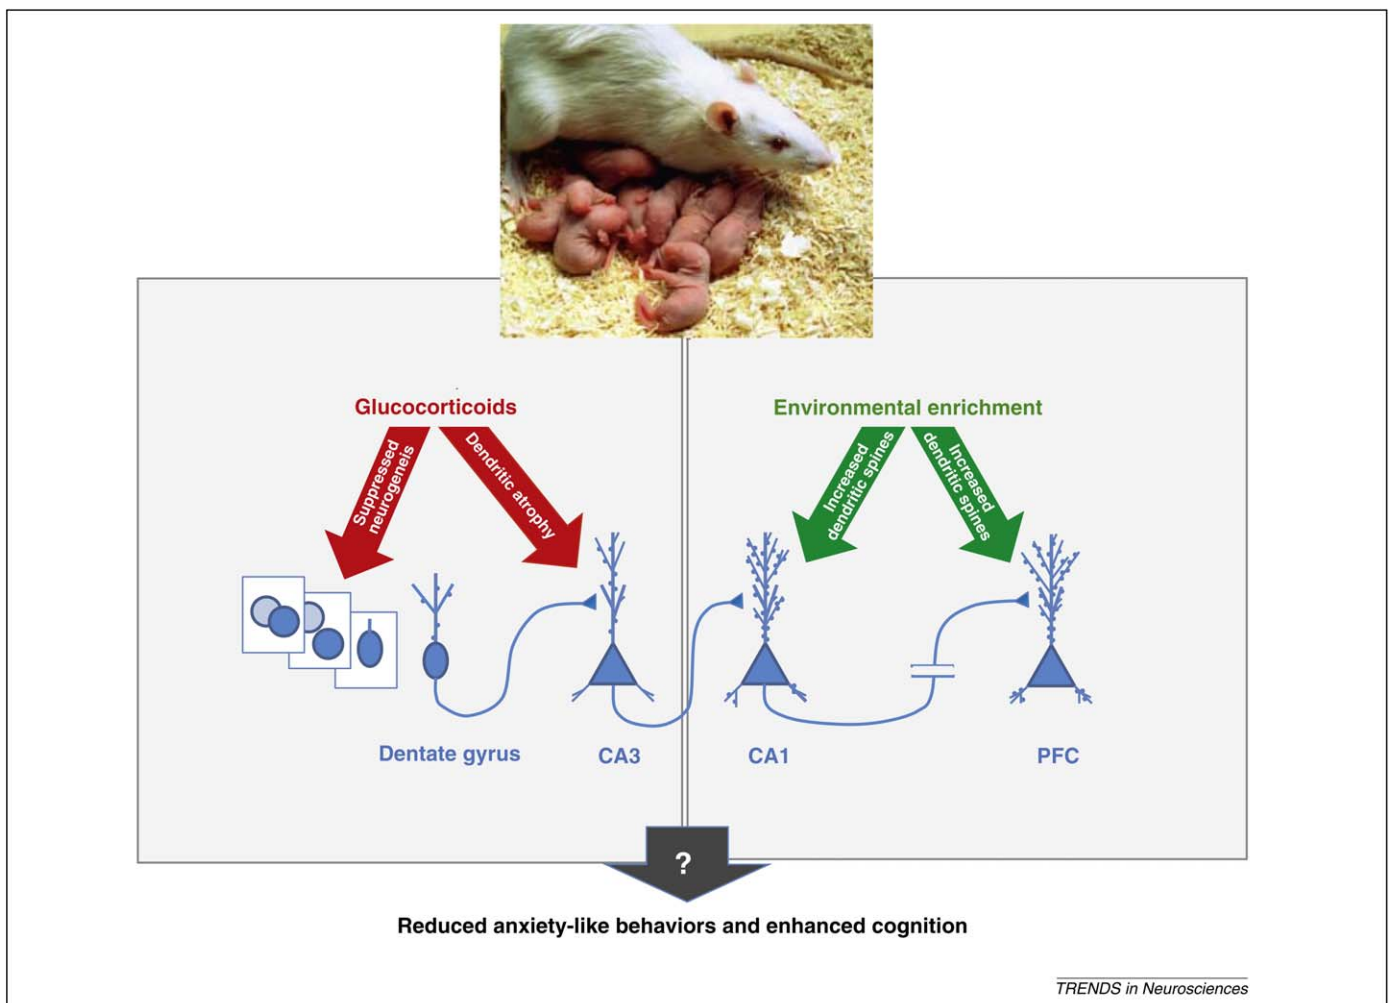 Glucocorticoids
Environmental enrichment
Suppressed
neurogeneis
Dendritic atrophy
Increased
dendritic spines
Increased
dendritic spines
Dentate gyrus
CA3
CA1
PFC
?
Reduced anxiety-like behaviors and enhanced cognition
TRENDS in Neurosciences